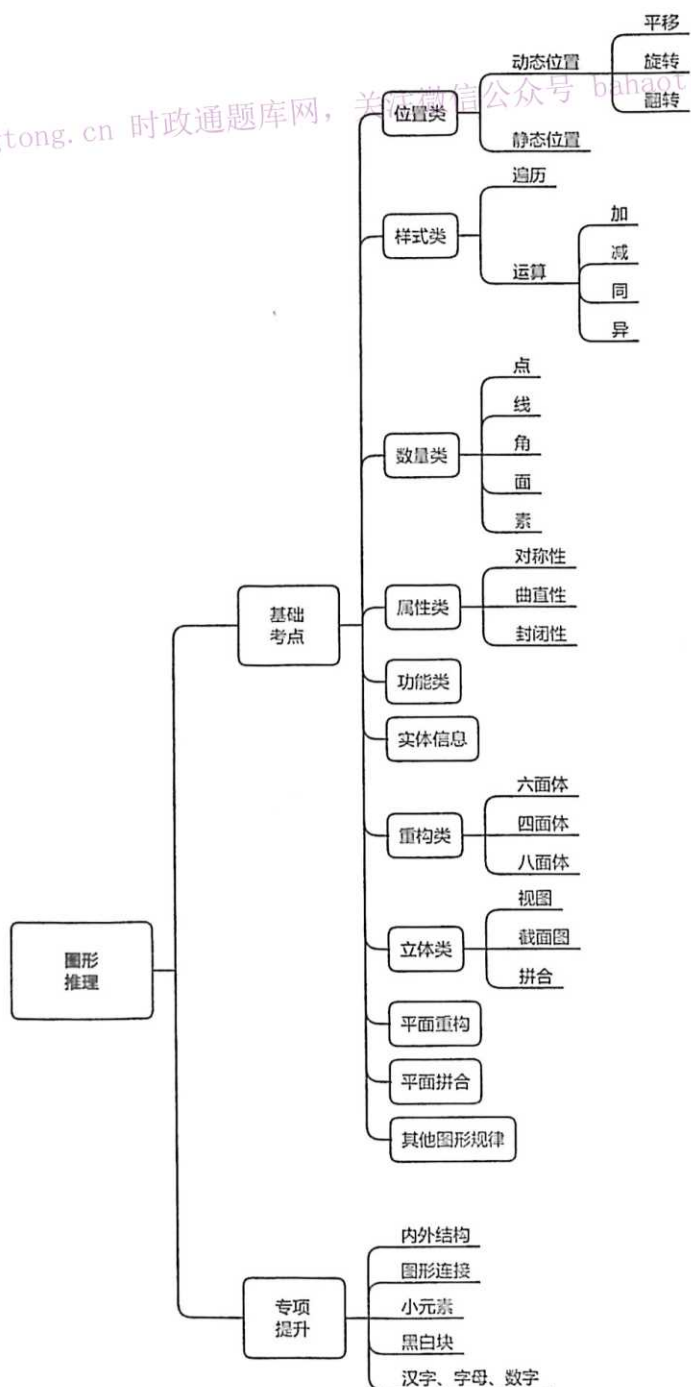 平移
动态位置
旋转
翻转
位置类
静态位置
gtong.cn 时政通题库网，关注微信公众号 bahaot
遍历
样式类
加
减
运算
同
异
点
线
数量类
角
面
素
对称性
基础
考点
属性类
曲直性
封闭性
功能类
实体信息
六面体
重构类
四面体
八面体
视图
图形
推理
立体类
截面图
拼合
平面重构
平面拼合
其他图形规律
内外结构
图形连接
专项
提升
小元素
黑白块
汉字、字母、数字